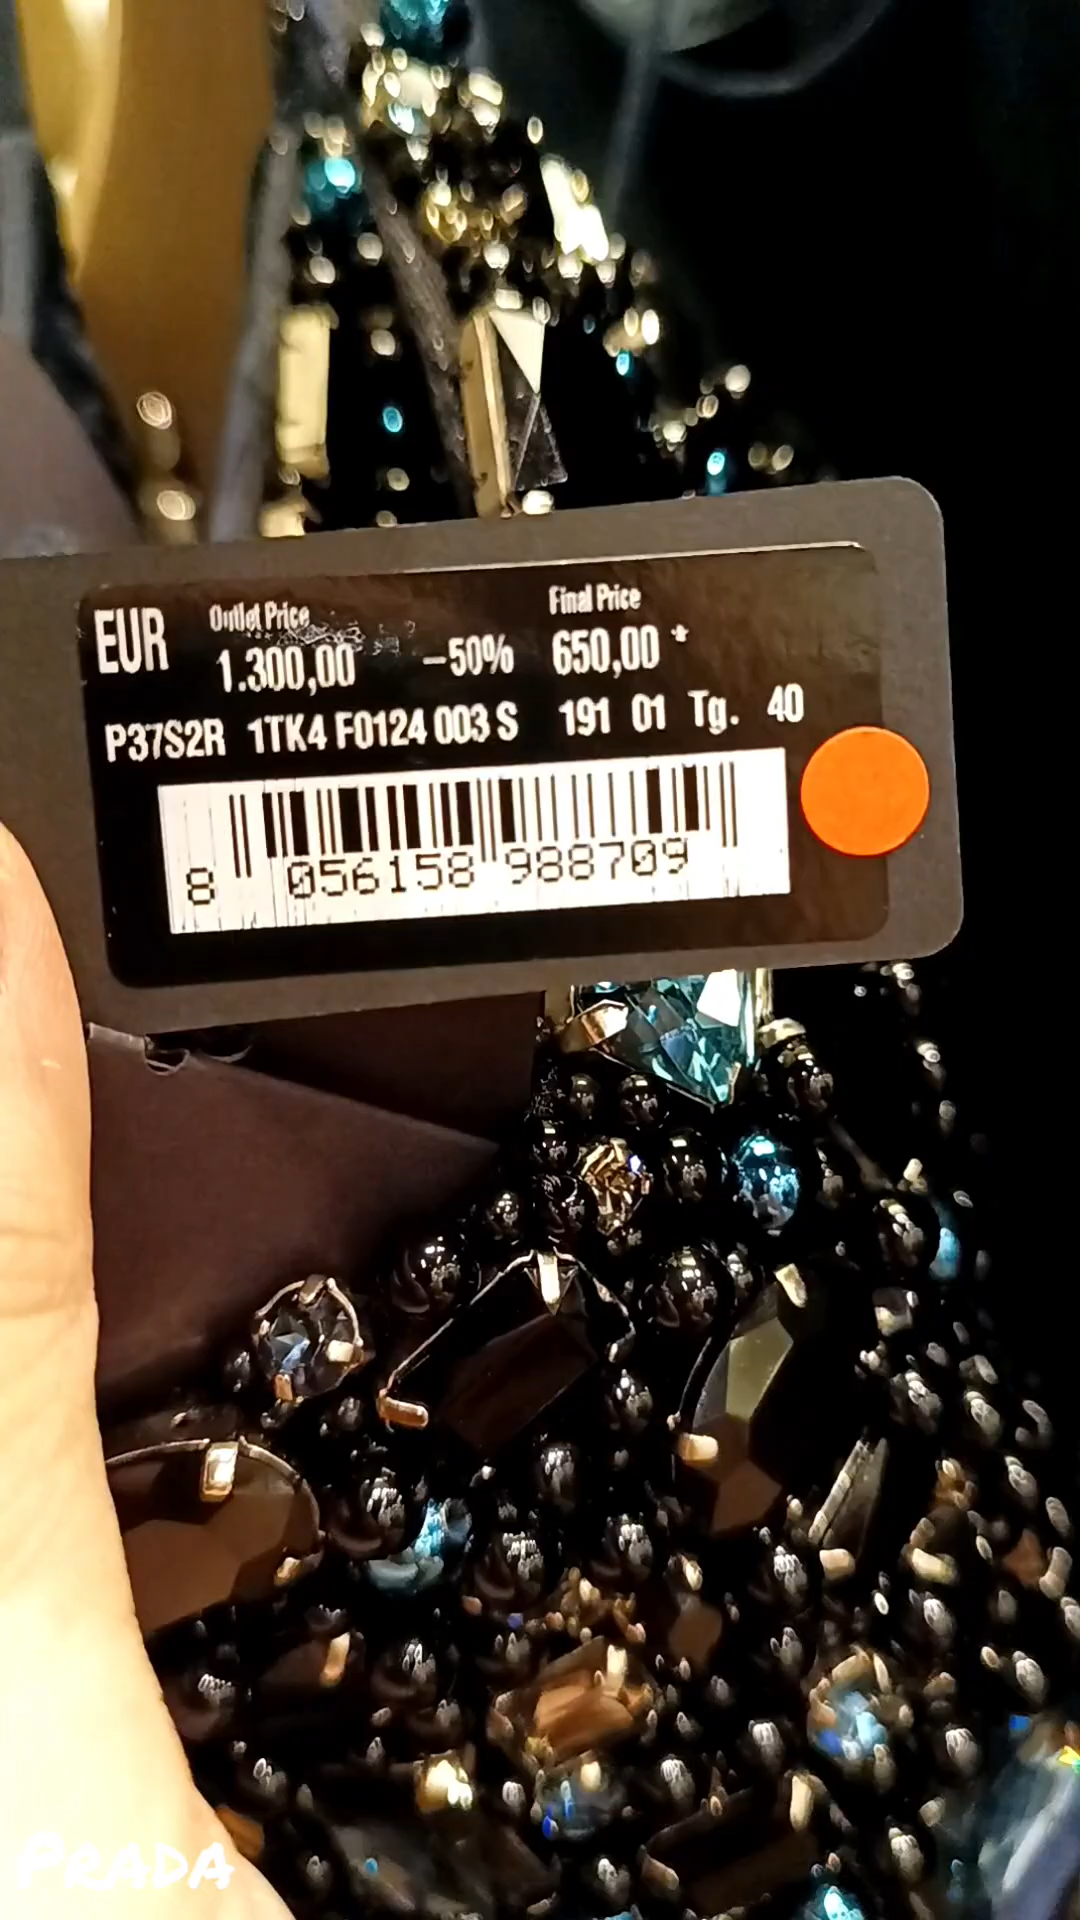 EUR Outlet Price Final Price
1.300,00 -50% 650,00 *
P37S2R 1TK4 F0124 003 S 191 01 Tg. 40
8 056158 988709
PRADA